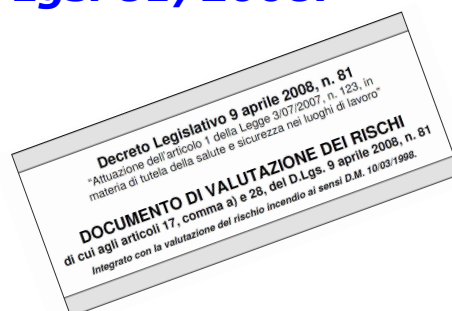 Lgs. 81/2008.
Decreto Legislativo 9 aprile 2008, n. 81
"Attuazione dell'articolo 1 della Legge 3/07/2007, n. 123, in
materia di tutela della salute e sicurezza nei luoghi di lavoro"
DOCUMENTO DI VALUTAZIONE DEI RISCHI
di cui agli articoli 17, comma a) e 28, del D.Lgs. 9 aprile 2008, n. 81
Integrato con la valutazione del rischio incendio ai sensi D.M. 10/03/1998.